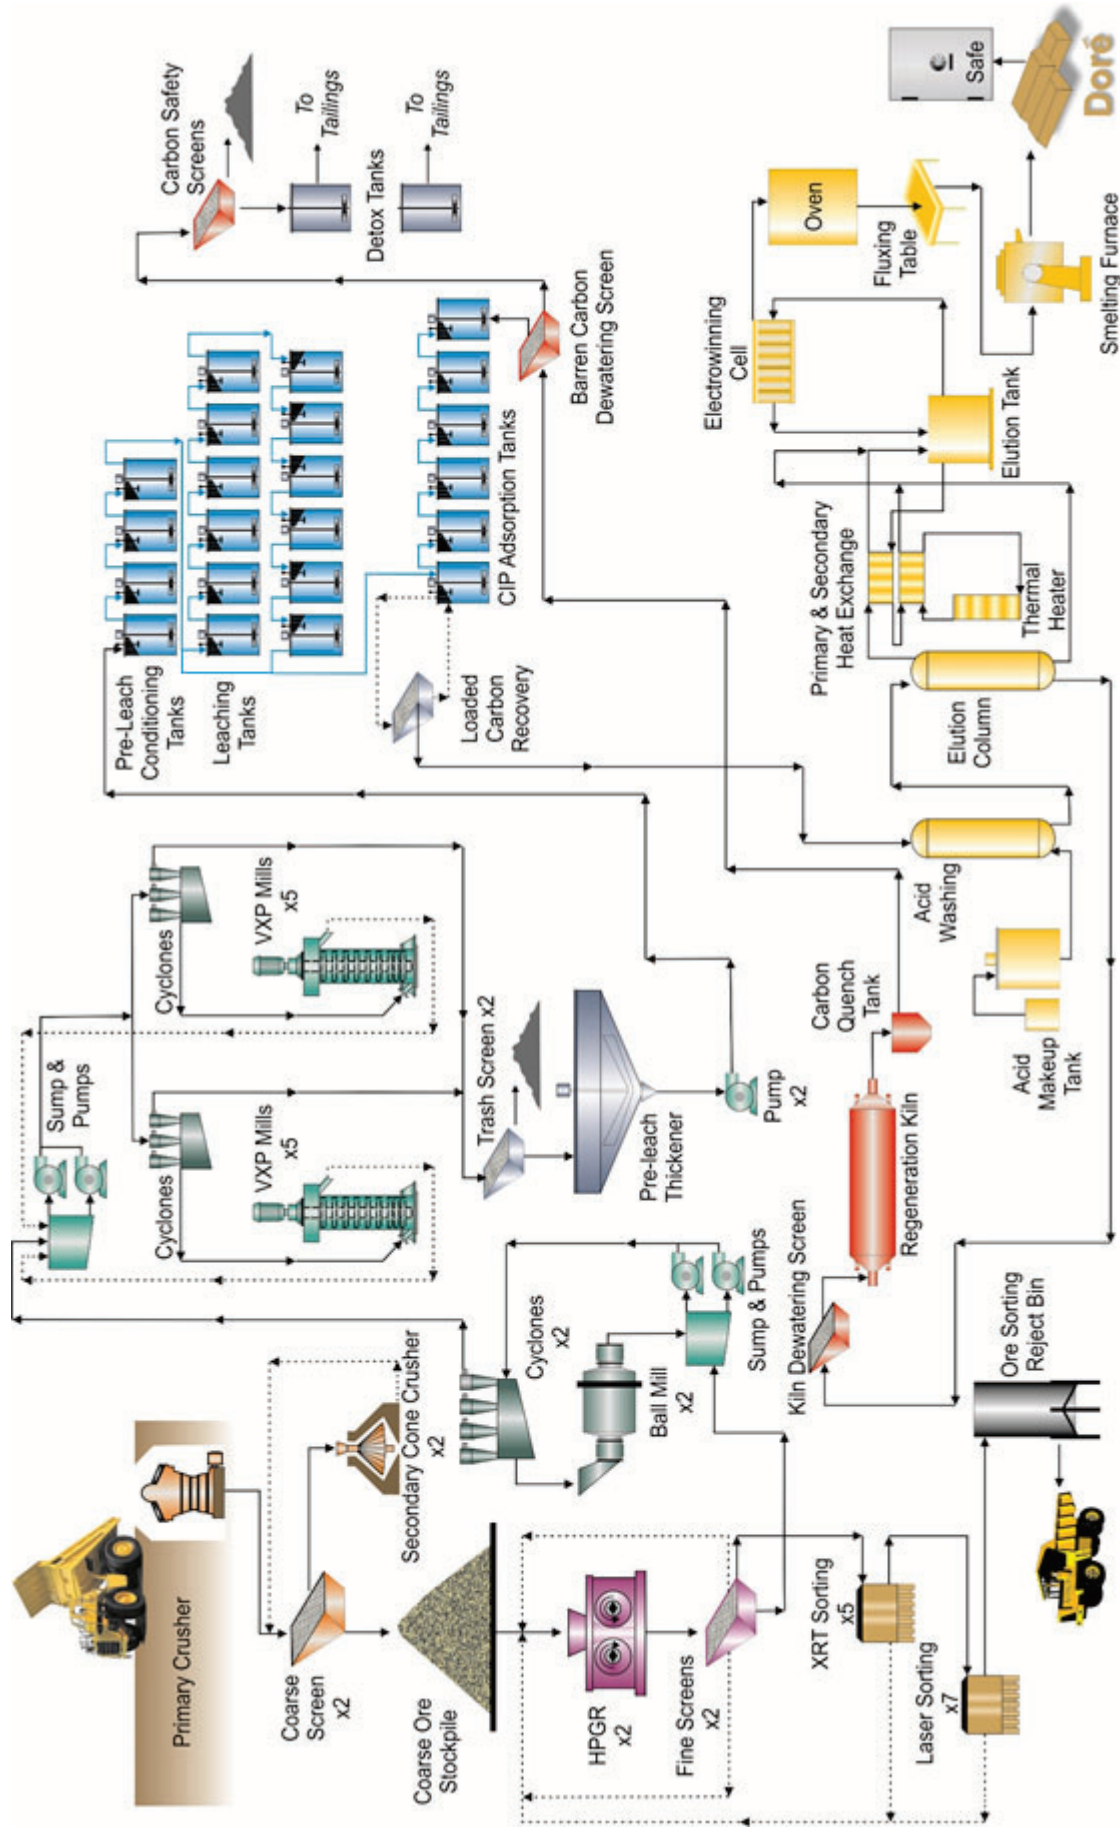 Primary Crusher
Coarse
Screen
x2
Secondary Cone Crusher
x2
Coarse Ore
Stockpile
HPGR
x2
Fine Screens
x2
XRT Sorting
x5
Laser Sorting
x7
Ore Sorting
Reject Bin
Cyclones
x2
Ball Mill
x2
Sump & Pumps
Sump &
Pumps
Cyclones
VXP Mills
x5
Cyclones
VXP Mills
x5
Trash Screen x2
Pre-leach
Thickener
Pump
x2
Pre-Leach
Conditioning
Tanks
Leaching
Tanks
Loaded
Carbon
Recovery
CIP Adsorption Tanks
Barren Carbon
Dewatering Screen
Carbon Safety
Screens
To
Tailings
Detox Tanks
To
Tailings
Kiln Dewatering Screen
Regeneration Kiln
Carbon
Quench
Tank
Acid
Makeup
Tank
Acid
Washing
Elution
Column
Primary & Secondary
Heat Exchange
Thermal
Heater
Elution Tank
Electrowinning
Cell
Oven
Fluxing
Table
Smelting Furnace
Safe
Doré